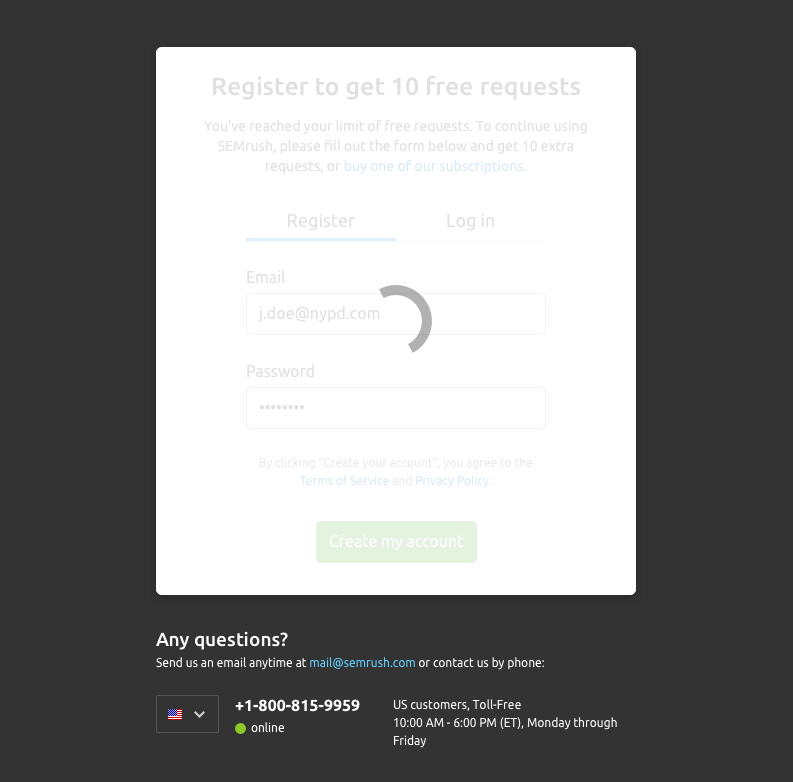 Register to get 10 free requests
You've reached your limit of free requests. To continue using
SEMrush, please fill out the form below and get 10 extra
requests, or buy one of our subscriptions.
Register Log in
Email
j.doe@nypd.com
Password
••••••••
By clicking "Create your account", you agree to the
Terms of Service and Privacy Policy.
Create my account
Any questions?
Send us an email anytime at mail@semrush.com or contact us by phone:
+1-800-815-9959
online
US customers, Toll-Free
10:00 AM - 6:00 PM (ET), Monday through
Friday